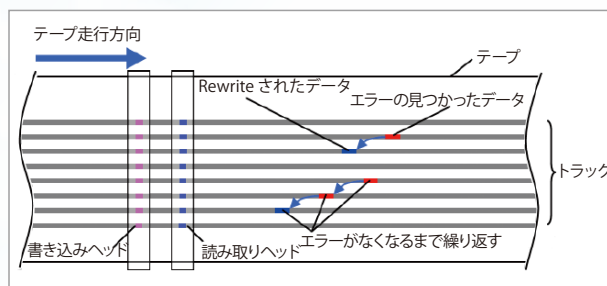 テープ走行方向
テープ
Rewrite されたデータ
エラーの見つかったデータ
トラック
書き込みヘッド
読み取りヘッド
エラーがなくなるまで繰り返す